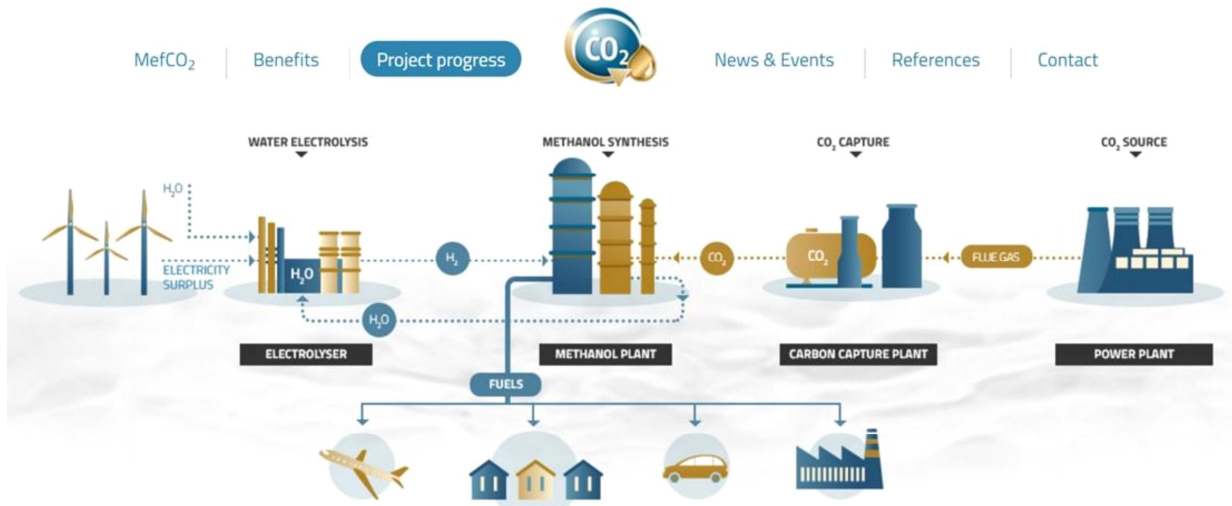 MefCO₂
Benefits
Project progress
CO₂
News & Events
References
Contact
WATER ELECTROLYSIS
METHANOL SYNTHESIS
CO₂ CAPTURE
CO₂ SOURCE
H₂O
ELECTRICITY
SURPLUS
H₂O
H₂
CO₂
CO₂
FLUE GAS
H₂O
ELECTROLYSER
METHANOL PLANT
CARBON CAPTURE PLANT
POWER PLANT
FUELS